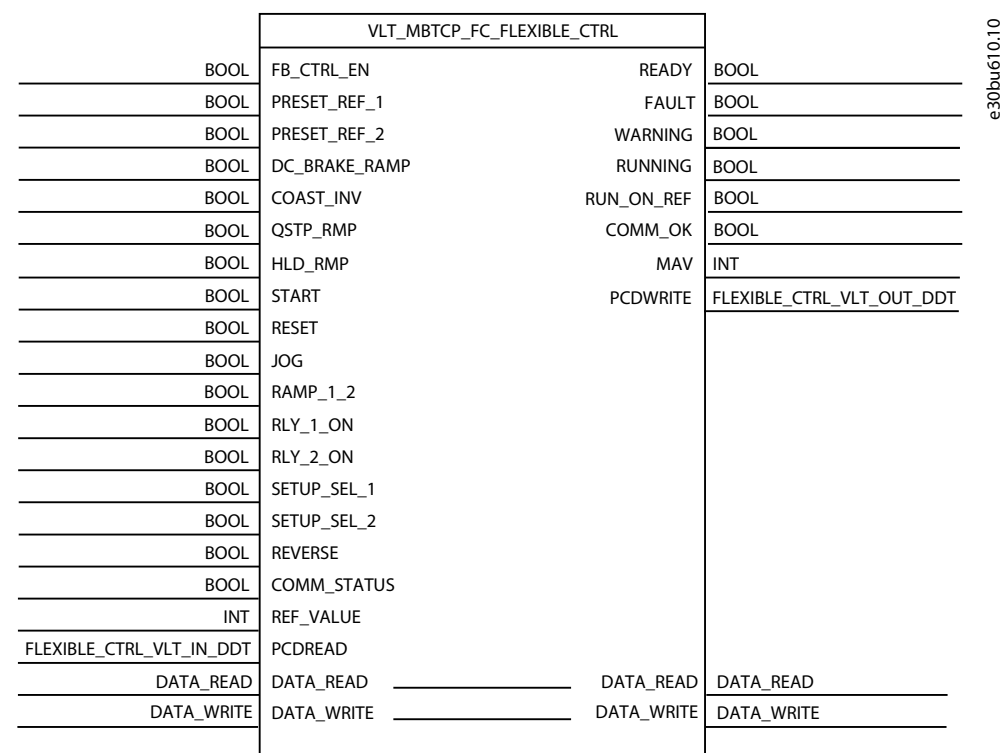 VLT_MBTCP_FC_FLEXIBLE_CTRL
BOOL FB_CTRL_EN READY BOOL
BOOL PRESET_REF_1 FAULT BOOL
BOOL PRESET_REF_2 WARNING BOOL
BOOL DC_BRAKE_RAMP RUNNING BOOL
BOOL COAST_INV RUN_ON_REF BOOL
BOOL QSTP_RMP COMM_OK BOOL
BOOL HLD_RMP MAV INT
BOOL START PCDWRITE FLEXIBLE_CTRL_VLT_OUT_DDT
BOOL RESET
BOOL JOG
BOOL RAMP_1_2
BOOL RLY_1_ON
BOOL RLY_2_ON
BOOL SETUP_SEL_1
BOOL SETUP_SEL_2
BOOL REVERSE
BOOL COMM_STATUS
INT REF_VALUE
FLEXIBLE_CTRL_VLT_IN_DDT PCDREAD
DATA_READ DATA_READ DATA_READ DATA_READ
DATA_WRITE DATA_WRITE DATA_WRITE DATA_WRITE
e30bu610.10